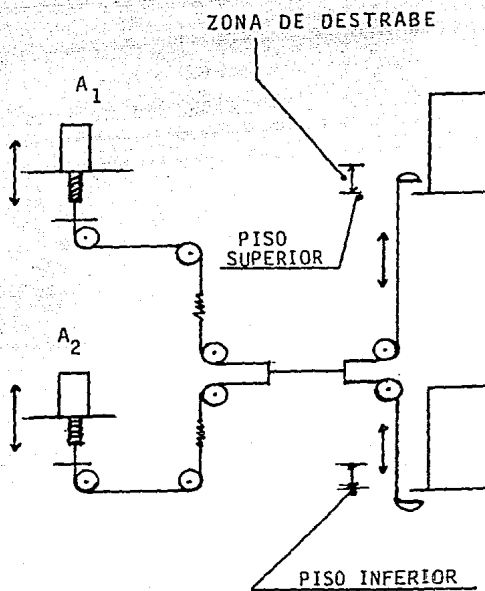 ZONA DE DESTRABE
A1
PISO
SUPERIOR
A2
PISO INFERIOR